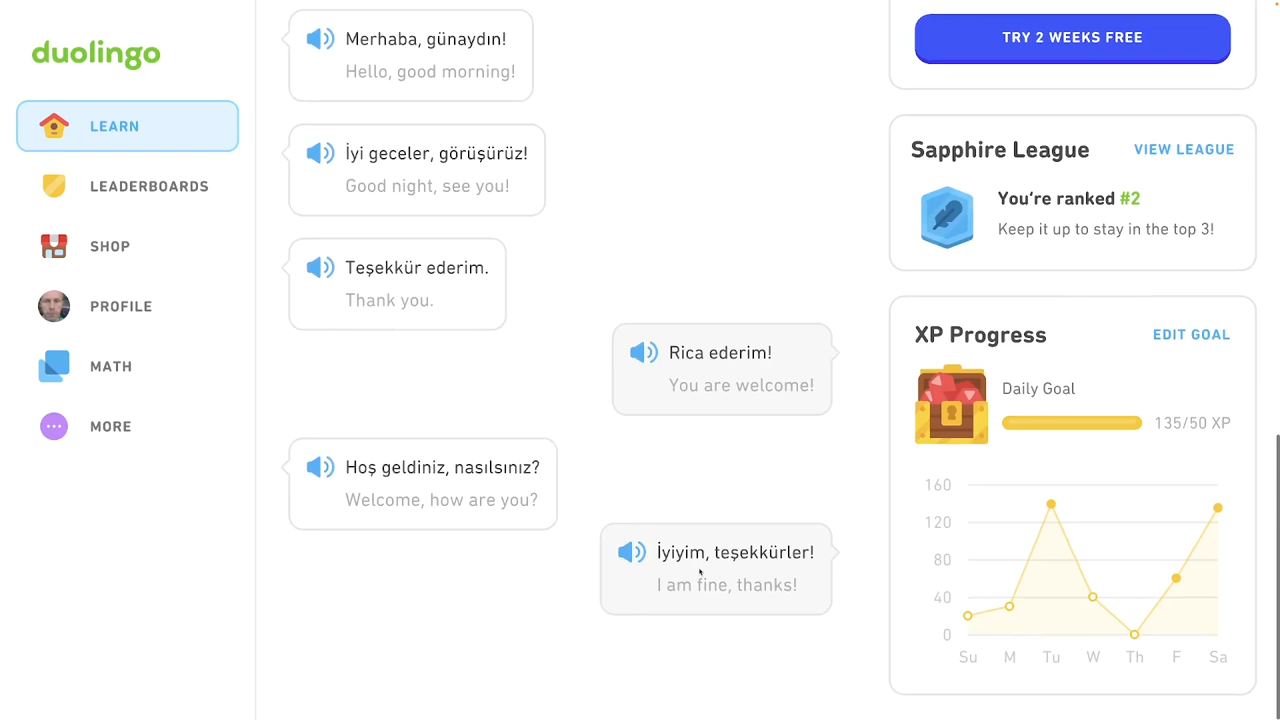 duolingo
LEARN
LEADERBOARDS
SHOP
PROFILE
MATH
MORE
Merhaba, günaydın!
Hello, good morning!
İyi geceler, görüşürüz!
Good night, see you!
Teşekkür ederim.
Thank you.
Rica ederim!
You are welcome!
Hoş geldiniz, nasılsınız?
Welcome, how are you?
İyiyim, teşekkürler!
I am fine, thanks!
TRY 2 WEEKS FREE
Sapphire League
VIEW LEAGUE
You're ranked #2
Keep it up to stay in the top 3!
XP Progress
EDIT GOAL
Daily Goal
135/50 XP
160
120
80
40
0
Su M Tu W Th F Sa